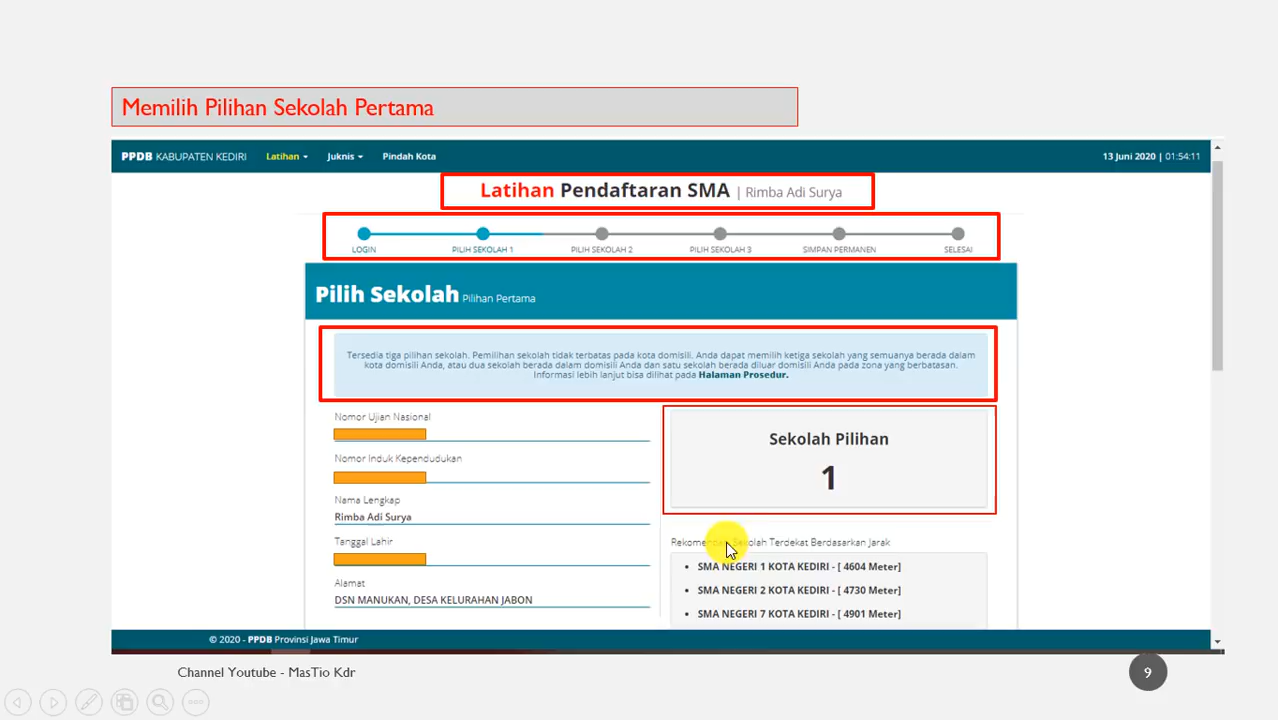 Memilih Pilihan Sekolah Pertama
PPDB KABUPATEN KEDIRI Latihan Juknis Pindah Kota 13 Juni 2020 | 01:54:11
Latihan Pendaftaran SMA | Rimba Adi Surya
LOGIN PILIH SEKOLAH 1 PILIH SEKOLAH 2 PILIH SEKOLAH 3 SIMPAN PERMANEN SELESAI
Pilih Sekolah Pilihan Pertama
Tersedia tiga pilihan sekolah. Pemilihan sekolah tidak terbatas pada kota domisili. Anda dapat memilih ketiga sekolah yang semuanya berada dalam
kota domisili Anda, atau dua sekolah berada dalam domisili Anda dan satu sekolah berada diluar domisili Anda pada zona yang berbatasan.
Informasi lebih lanjut bisa dilihat pada Halaman Prosedur.
Nomor Ujian Nasional
Nomor Induk Kependudukan
Nama Lengkap
Rimba Adi Surya
Tanggal Lahir
Alamat
DSN MANUKAN, DESA KELURAHAN JABON
Sekolah Pilihan
1
Terdekat Berdasarkan Jarak
• SMA NEGERI 1 KOTA KEDIRI - [ 4604 Meter]
• SMA NEGERI 2 KOTA KEDIRI - [ 4730 Meter]
• SMA NEGERI 7 KOTA KEDIRI - [ 4901 Meter]
© 2020 - PPDB Provinsi Jawa Timur
Channel Youtube - MasTio Kdr
9